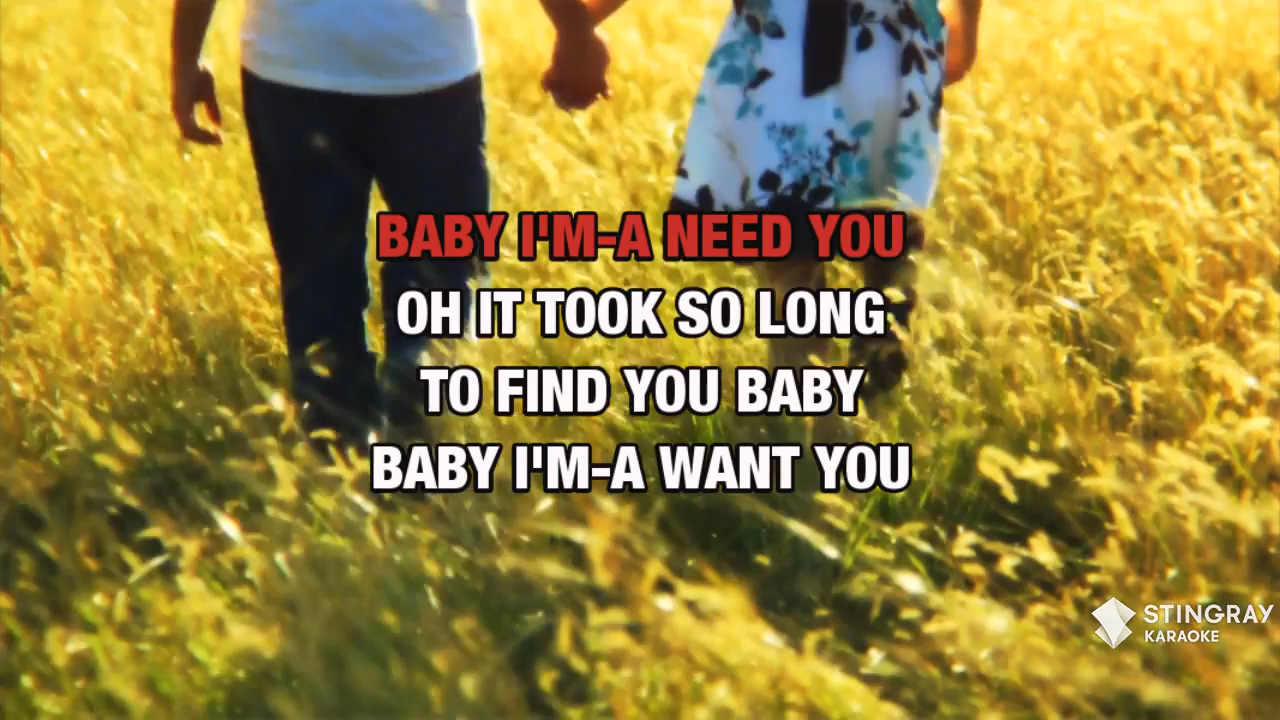 BABY I'M-A NEED YOU
OH IT TOOK SO LONG
TO FIND YOU BABY
BABY I'M-A WANT YOU
STINGRAY
KARAOKE